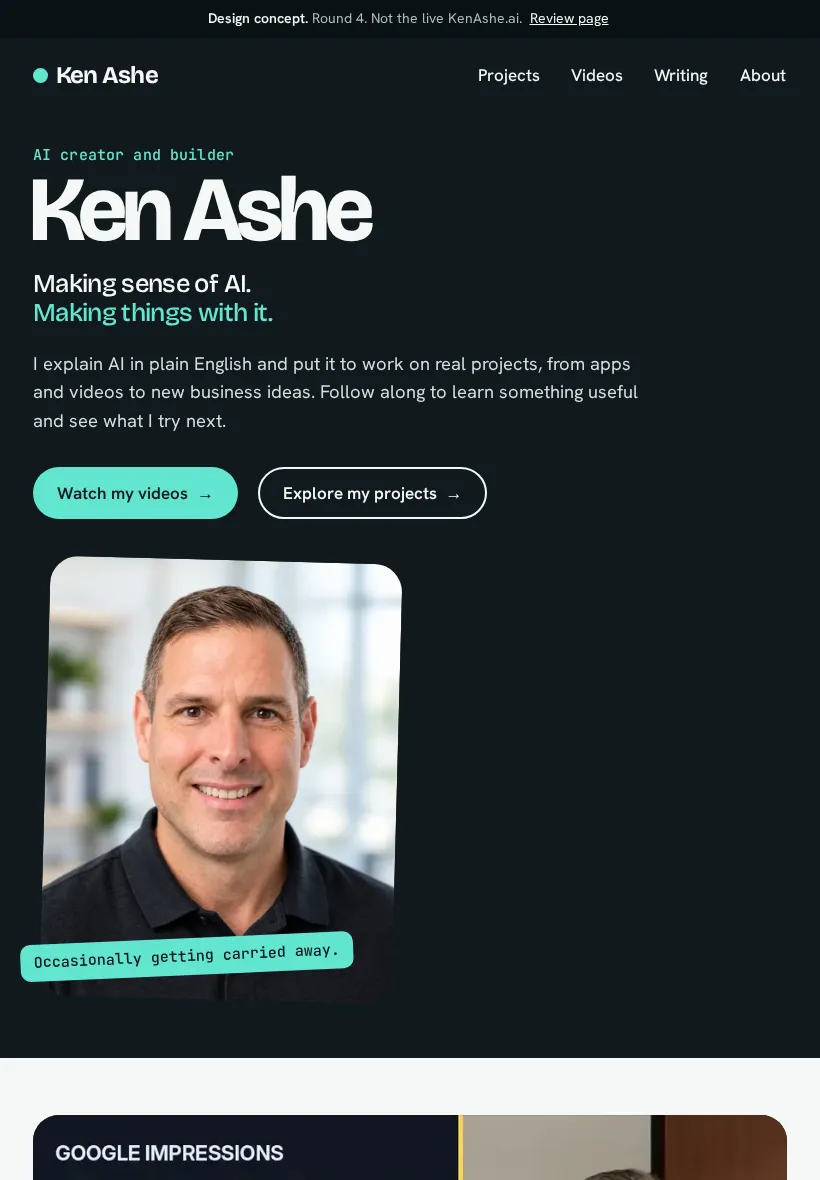 Design concept. Round 4. Not the live KenAshe.ai. Review page
Ken Ashe
Projects Videos Writing About
AI creator and builder
Ken Ashe
Making sense of AI.
Making things with it.
I explain AI in plain English and put it to work on real projects, from apps
and videos to new business ideas. Follow along to learn something useful
and see what I try next.
Watch my videos →
Explore my projects →
Occasionally getting carried away.
GOOGLE IMPRESSIONS